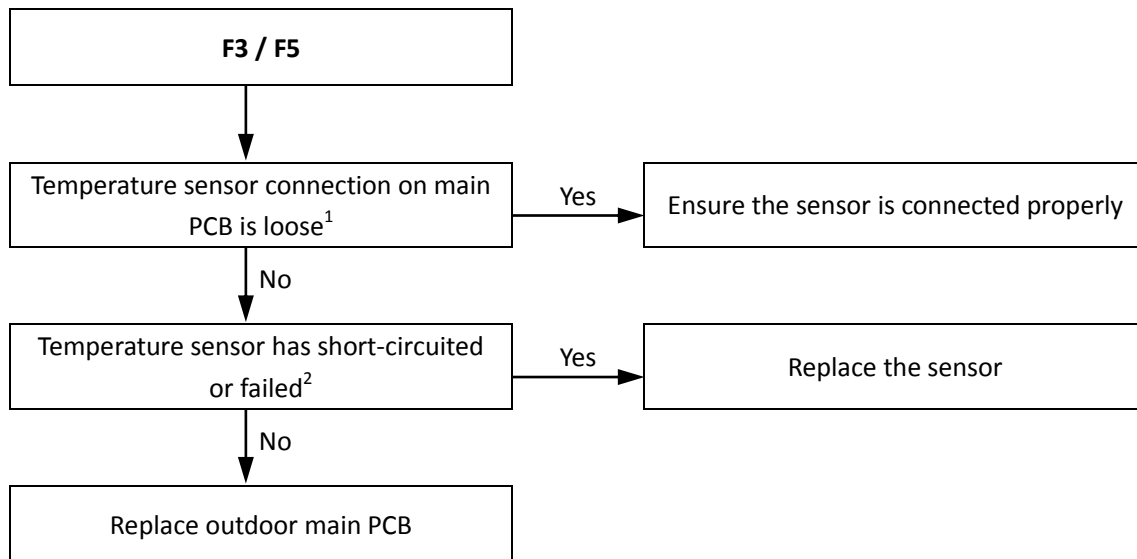 F3 / F5
Temperature sensor connection on main
PCB is loose1
Yes
Ensure the sensor is connected properly
No
Temperature sensor has short-circuited
or failed2
Yes
Replace the sensor
No
Replace outdoor main PCB